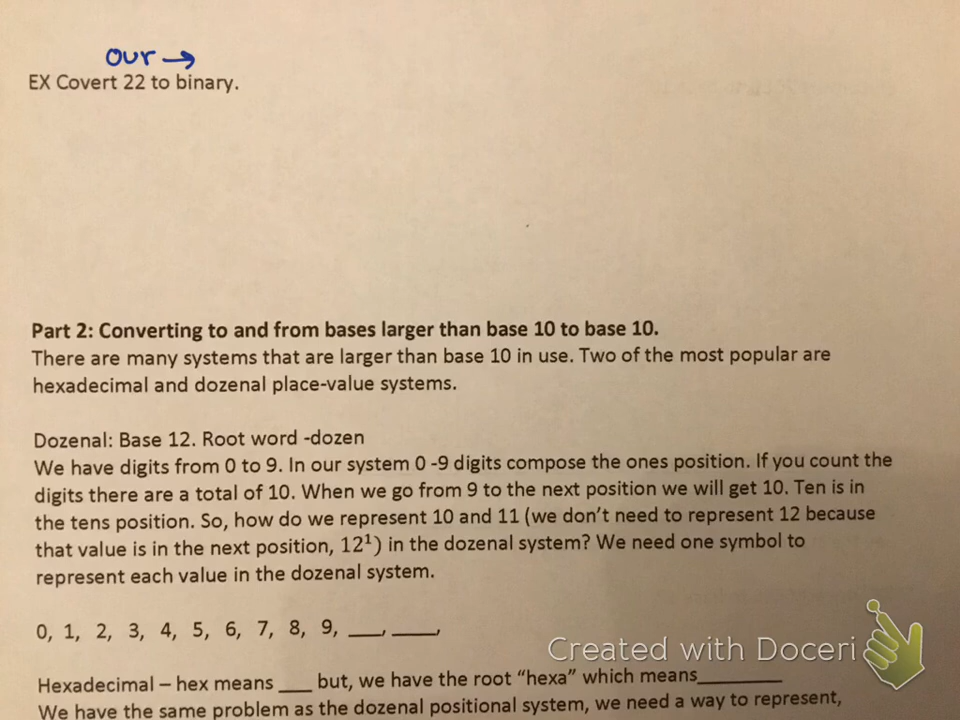 our →
EX Covert 22 to binary.
Part 2: Converting to and from bases larger than base 10 to base 10.
There are many systems that are larger than base 10 in use. Two of the most popular are
hexadecimal and dozenal place-value systems.
Dozenal: Base 12. Root word -dozen
We have digits from 0 to 9. In our system 0 -9 digits compose the ones position. If you count the
digits there are a total of 10. When we go from 9 to the next position we will get 10. Ten is in
the tens position. So, how do we represent 10 and 11 (we don't need to represent 12 because
that value is in the next position, 12¹) in the dozenal system? We need one symbol to
represent each value in the dozenal system.
0, 1, 2, 3, 4, 5, 6, 7, 8, 9, ___, ____,
Created with Doceri
Hexadecimal – hex means ___ but, we have the root "hexa" which means________
We have the same problem as the dozenal positional system, we need a way to represent,